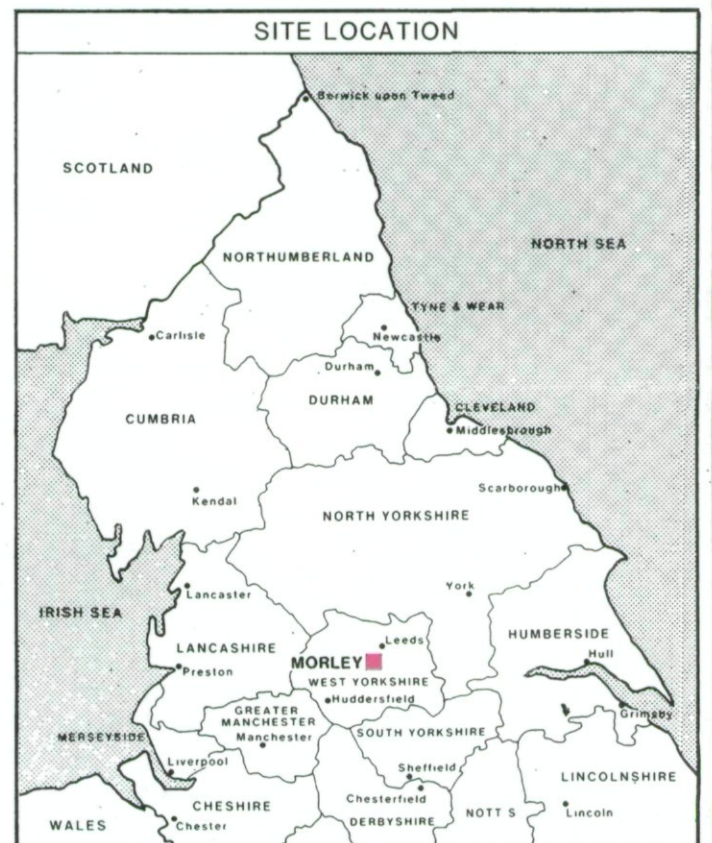 SITE LOCATION
Berwick upon Tweed
SCOTLAND
NORTH SEA
NORTHUMBERLAND
TYNE & WEAR
Carlisle
Newcastle
Durham
DURHAM
CLEVELAND
CUMBRIA
Middlesbrough
Kendal
Scarborough
NORTH YORKSHIRE
York
Lancaster
IRISH SEA
HUMBERSIDE
Leeds
LANCASHIRE
Hull
MORLEY
Preston
WEST YORKSHIRE
Huddersfield
GREATER
MANCHESTER
Grimsby
MERSEYSIDE
Manchester
SOUTH YORKSHIRE
Liverpool
Sheffield
LINCOLNSHIRE
Chesterfield
CHESHIRE
Lincoln
NOTTS
DERBYSHIRE
WALES
Chester